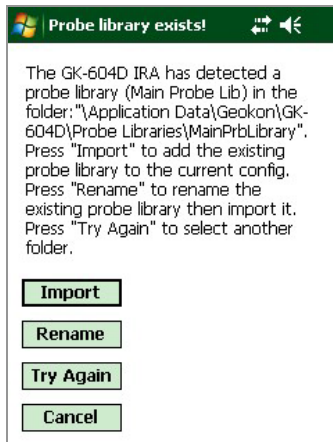 Probe library exists!
The GK-604D IRA has detected a
probe library (Main Probe Lib) in the
folder:"\Application Data\Geokon\GK-
604D\Probe Libraries\MainPrbLibrary".
Press "Import" to add the existing
probe library to the current config.
Press "Rename" to rename the
existing probe library then import it.
Press "Try Again" to select another
folder.
Import
Rename
Try Again
Cancel